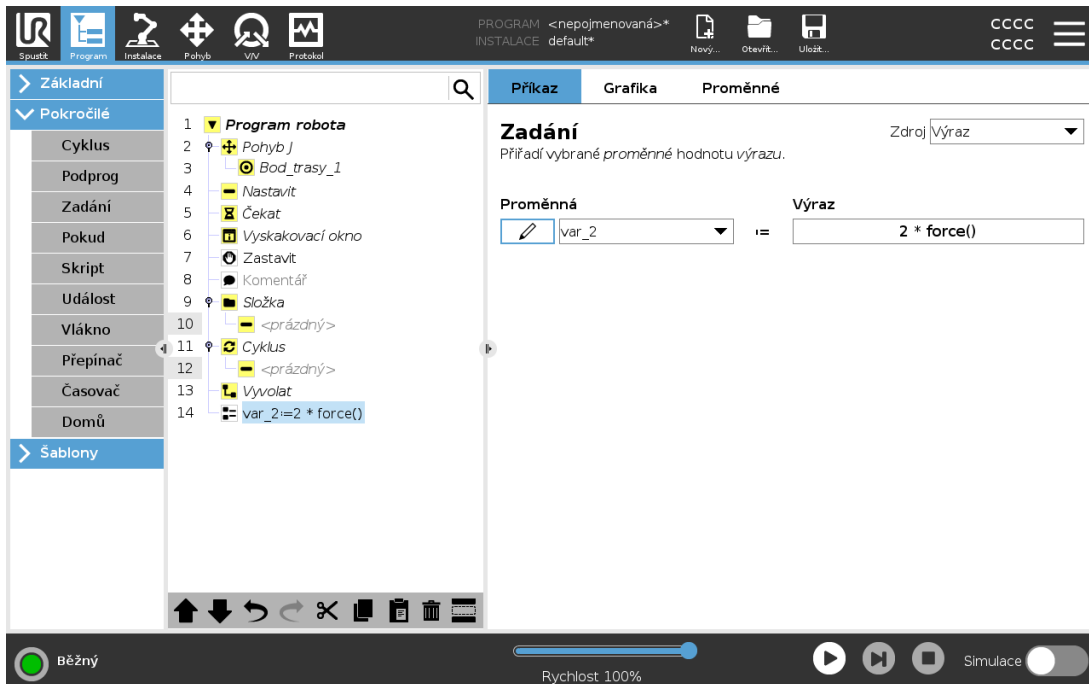 PROGRAM <nepojmenovaná>*
INSTALACE default*
CCCC
CCCC
Spustit
Program
Instalace
Pohyb
V/V
Protokol
Nový...
Otevřít...
Uložit...
Základní
Pokročilé
Cyklus
Podprog
Zadání
Pokud
Skript
Událost
Vlákno
Přepínač
Časovač
Domů
Šablony
1 Program robota
2 Pohyb J
3 Bod_trasy_1
4 Nastavit
5 Čekat
6 Vyskakovací okno
7 Zastavit
8 Komentář
9 Složka
10 <prázdný>
11 Cyklus
12 <prázdný>
13 Vyvolat
14 var_2:=2 * force()
Příkaz
Grafika
Proměnné
Zadání
Zdroj Výraz
Přiřadí vybrané proměnné hodnotu výrazu.
Proměnná
Výraz
var_2 := 2 * force()
Běžný
Rychlost 100%
Simulace